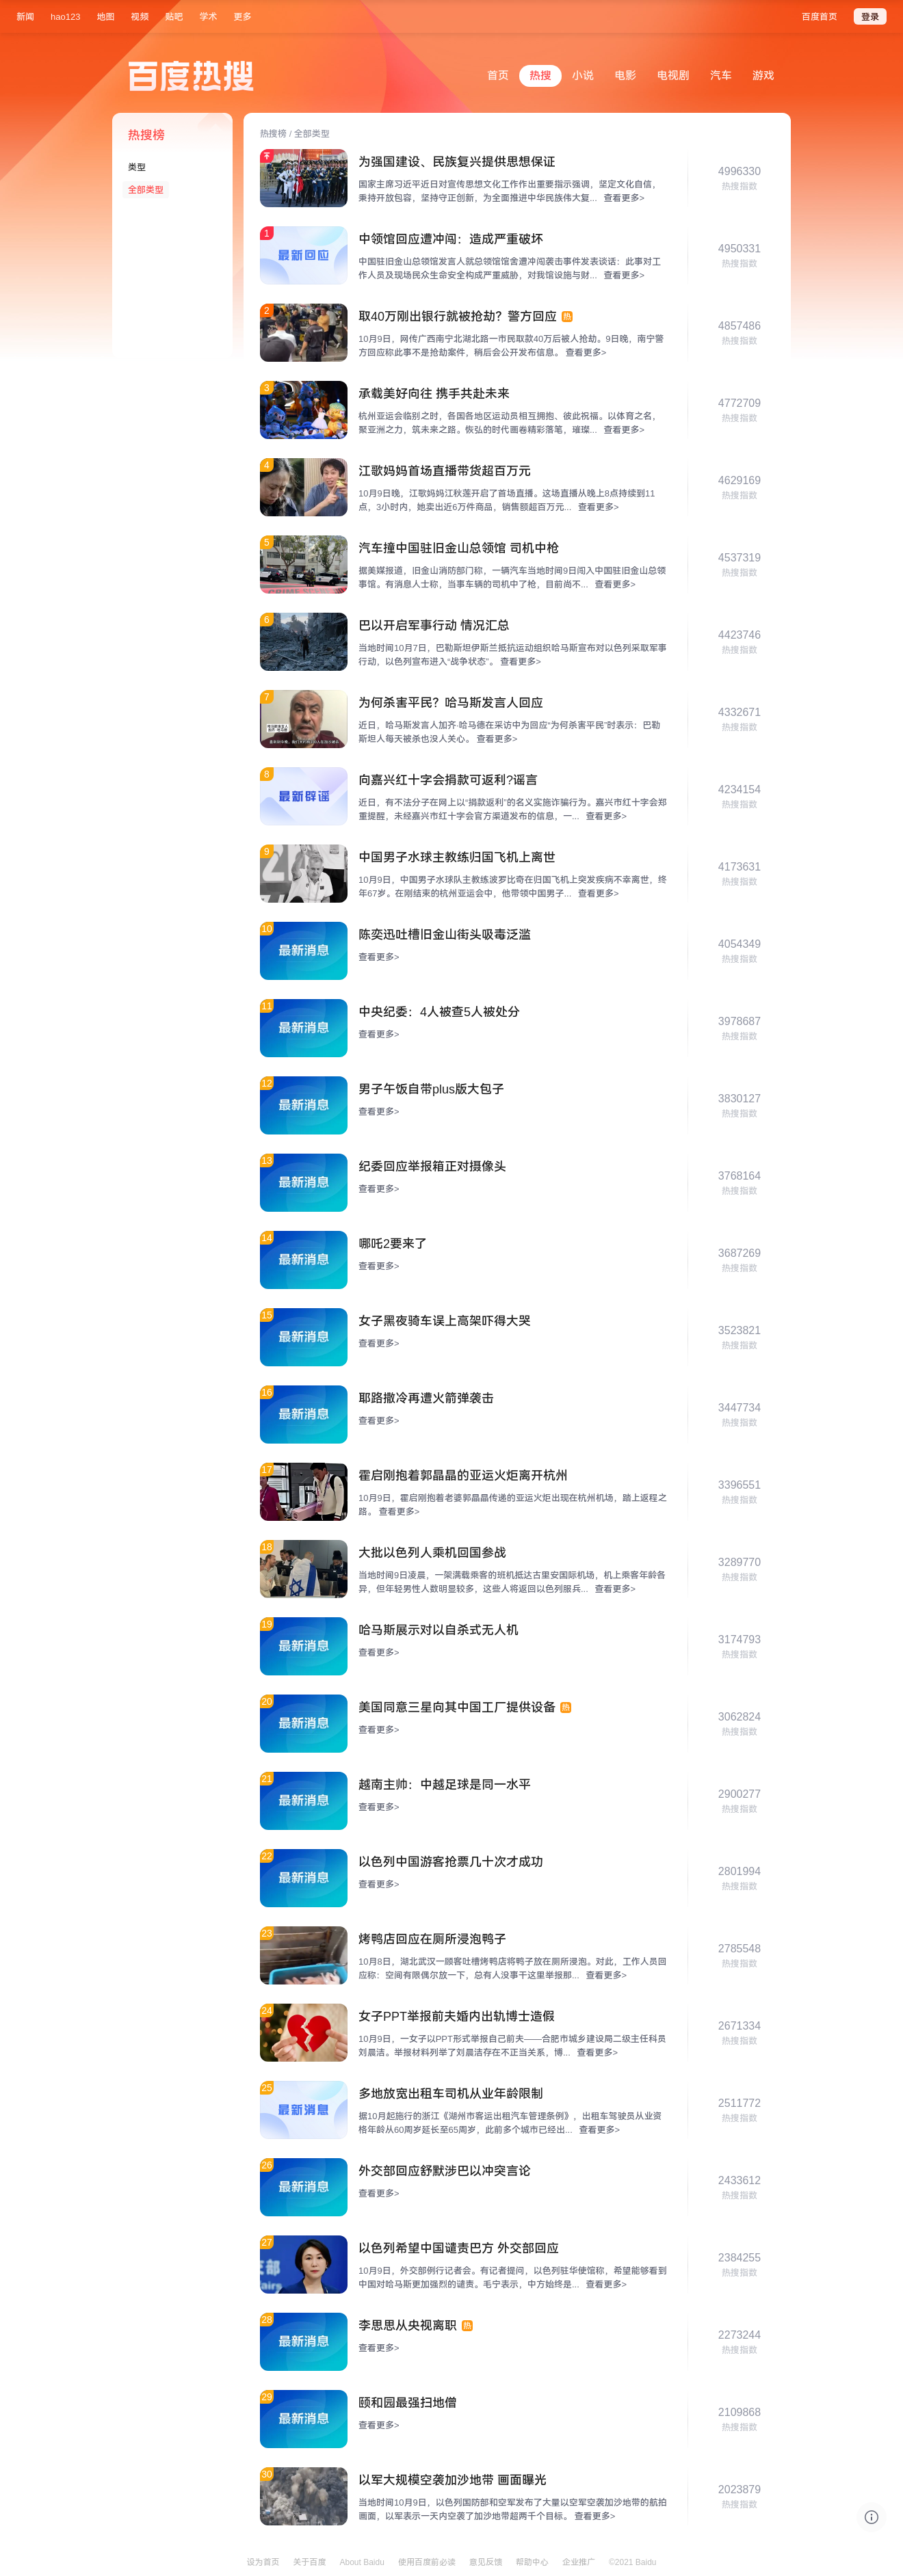 新闻 hao123 地图 视频 贴吧 学术 更多 百度首页 登录
百度热搜
首页 热搜 小说 电影 电视剧 汽车 游戏
热搜榜
类型
全部类型
热搜榜 / 全部类型
为强国建设、民族复兴提供思想保证
国家主席习近平近日对宣传思想文化工作作出重要指示强调，坚定文化自信，
秉持开放包容，坚持守正创新，为全面推进中华民族伟大复... 查看更多>
4996330
热搜指数
1
最新回应
中领馆回应遭冲闯：造成严重破坏
中国驻旧金山总领馆发言人就总领馆馆舍遭冲闯袭击事件发表谈话：此事对工
作人员及现场民众生命安全构成严重威胁，对我馆设施与财... 查看更多>
4950331
热搜指数
2
取40万刚出银行就被抢劫？警方回应 热
10月9日，网传广西南宁北湖北路一市民取款40万后被人抢劫。9日晚，南宁警
方回应称此事不是抢劫案件，稍后会公开发布信息。 查看更多>
4857486
热搜指数
3
承载美好向往 携手共赴未来
杭州亚运会临别之时，各国各地区运动员相互拥抱、彼此祝福。以体育之名，
聚亚洲之力，筑未来之路。恢弘的时代画卷精彩落笔，璀璨... 查看更多>
4772709
热搜指数
4
江歌妈妈首场直播带货超百万元
10月9日晚，江歌妈妈江秋莲开启了首场直播。这场直播从晚上8点持续到11
点，3小时内，她卖出近6万件商品，销售额超百万元... 查看更多>
4629169
热搜指数
5
汽车撞中国驻旧金山总领馆 司机中枪
据美媒报道，旧金山消防部门称，一辆汽车当地时间9日闯入中国驻旧金山总领
事馆。有消息人士称，当事车辆的司机中了枪，目前尚不... 查看更多>
4537319
热搜指数
6
巴以开启军事行动 情况汇总
当地时间10月7日，巴勒斯坦伊斯兰抵抗运动组织哈马斯宣布对以色列采取军事
行动，以色列宣布进入“战争状态”。 查看更多>
4423746
热搜指数
7
为何杀害平民？哈马斯发言人回应
近日，哈马斯发言人加齐·哈马德在采访中为回应“为何杀害平民”时表示：巴勒
斯坦人每天被杀也没人关心。 查看更多>
4332671
热搜指数
8
最新辟谣
向嘉兴红十字会捐款可返利?谣言
近日，有不法分子在网上以“捐款返利”的名义实施诈骗行为。嘉兴市红十字会郑
重提醒，未经嘉兴市红十字会官方渠道发布的信息，一... 查看更多>
4234154
热搜指数
9
中国男子水球主教练归国飞机上离世
10月9日，中国男子水球队主教练波罗比奇在归国飞机上突发疾病不幸离世，终
年67岁。在刚结束的杭州亚运会中，他带领中国男子... 查看更多>
4173631
热搜指数
10
最新消息
陈奕迅吐槽旧金山街头吸毒泛滥
查看更多>
4054349
热搜指数
11
最新消息
中央纪委：4人被查5人被处分
查看更多>
3978687
热搜指数
12
最新消息
男子午饭自带plus版大包子
查看更多>
3830127
热搜指数
13
最新消息
纪委回应举报箱正对摄像头
查看更多>
3768164
热搜指数
14
最新消息
哪吒2要来了
查看更多>
3687269
热搜指数
15
最新消息
女子黑夜骑车误上高架吓得大哭
查看更多>
3523821
热搜指数
16
最新消息
耶路撒冷再遭火箭弹袭击
查看更多>
3447734
热搜指数
17
霍启刚抱着郭晶晶的亚运火炬离开杭州
10月9日，霍启刚抱着老婆郭晶晶传递的亚运火炬出现在杭州机场，踏上返程之
路。 查看更多>
3396551
热搜指数
18
大批以色列人乘机回国参战
当地时间9日凌晨，一架满载乘客的班机抵达古里安国际机场，机上乘客年龄各
异，但年轻男性人数明显较多，这些人将返回以色列服兵... 查看更多>
3289770
热搜指数
19
最新消息
哈马斯展示对以自杀式无人机
查看更多>
3174793
热搜指数
20
最新消息
美国同意三星向其中国工厂提供设备 热
查看更多>
3062824
热搜指数
21
最新消息
越南主帅：中越足球是同一水平
查看更多>
2900277
热搜指数
22
最新消息
以色列中国游客抢票几十次才成功
查看更多>
2801994
热搜指数
23
烤鸭店回应在厕所浸泡鸭子
10月8日，湖北武汉一顾客吐槽烤鸭店将鸭子放在厕所浸泡。对此，工作人员回
应称：空间有限偶尔放一下，总有人没事干这里举报那... 查看更多>
2785548
热搜指数
24
女子PPT举报前夫婚内出轨博士造假
10月9日，一女子以PPT形式举报自己前夫——合肥市城乡建设局二级主任科员
刘晨洁。举报材料列举了刘晨洁存在不正当关系，博... 查看更多>
2671334
热搜指数
25
最新消息
多地放宽出租车司机从业年龄限制
据10月起施行的浙江《湖州市客运出租汽车管理条例》，出租车驾驶员从业资
格年龄从60周岁延长至65周岁，此前多个城市已经出... 查看更多>
2511772
热搜指数
26
最新消息
外交部回应舒默涉巴以冲突言论
查看更多>
2433612
热搜指数
27
以色列希望中国谴责巴方 外交部回应
10月9日，外交部例行记者会。有记者提问，以色列驻华使馆称，希望能够看到
中国对哈马斯更加强烈的谴责。毛宁表示，中方始终是... 查看更多>
2384255
热搜指数
28
最新消息
李思思从央视离职 热
查看更多>
2273244
热搜指数
29
最新消息
颐和园最强扫地僧
查看更多>
2109868
热搜指数
30
以军大规模空袭加沙地带 画面曝光
当地时间10月9日，以色列国防部和空军发布了大量以空军空袭加沙地带的航拍
画面，以军表示一天内空袭了加沙地带超两千个目标。 查看更多>
2023879
热搜指数
设为首页 关于百度 About Baidu 使用百度前必读 意见反馈 帮助中心 企业推广 ©2021 Baidu